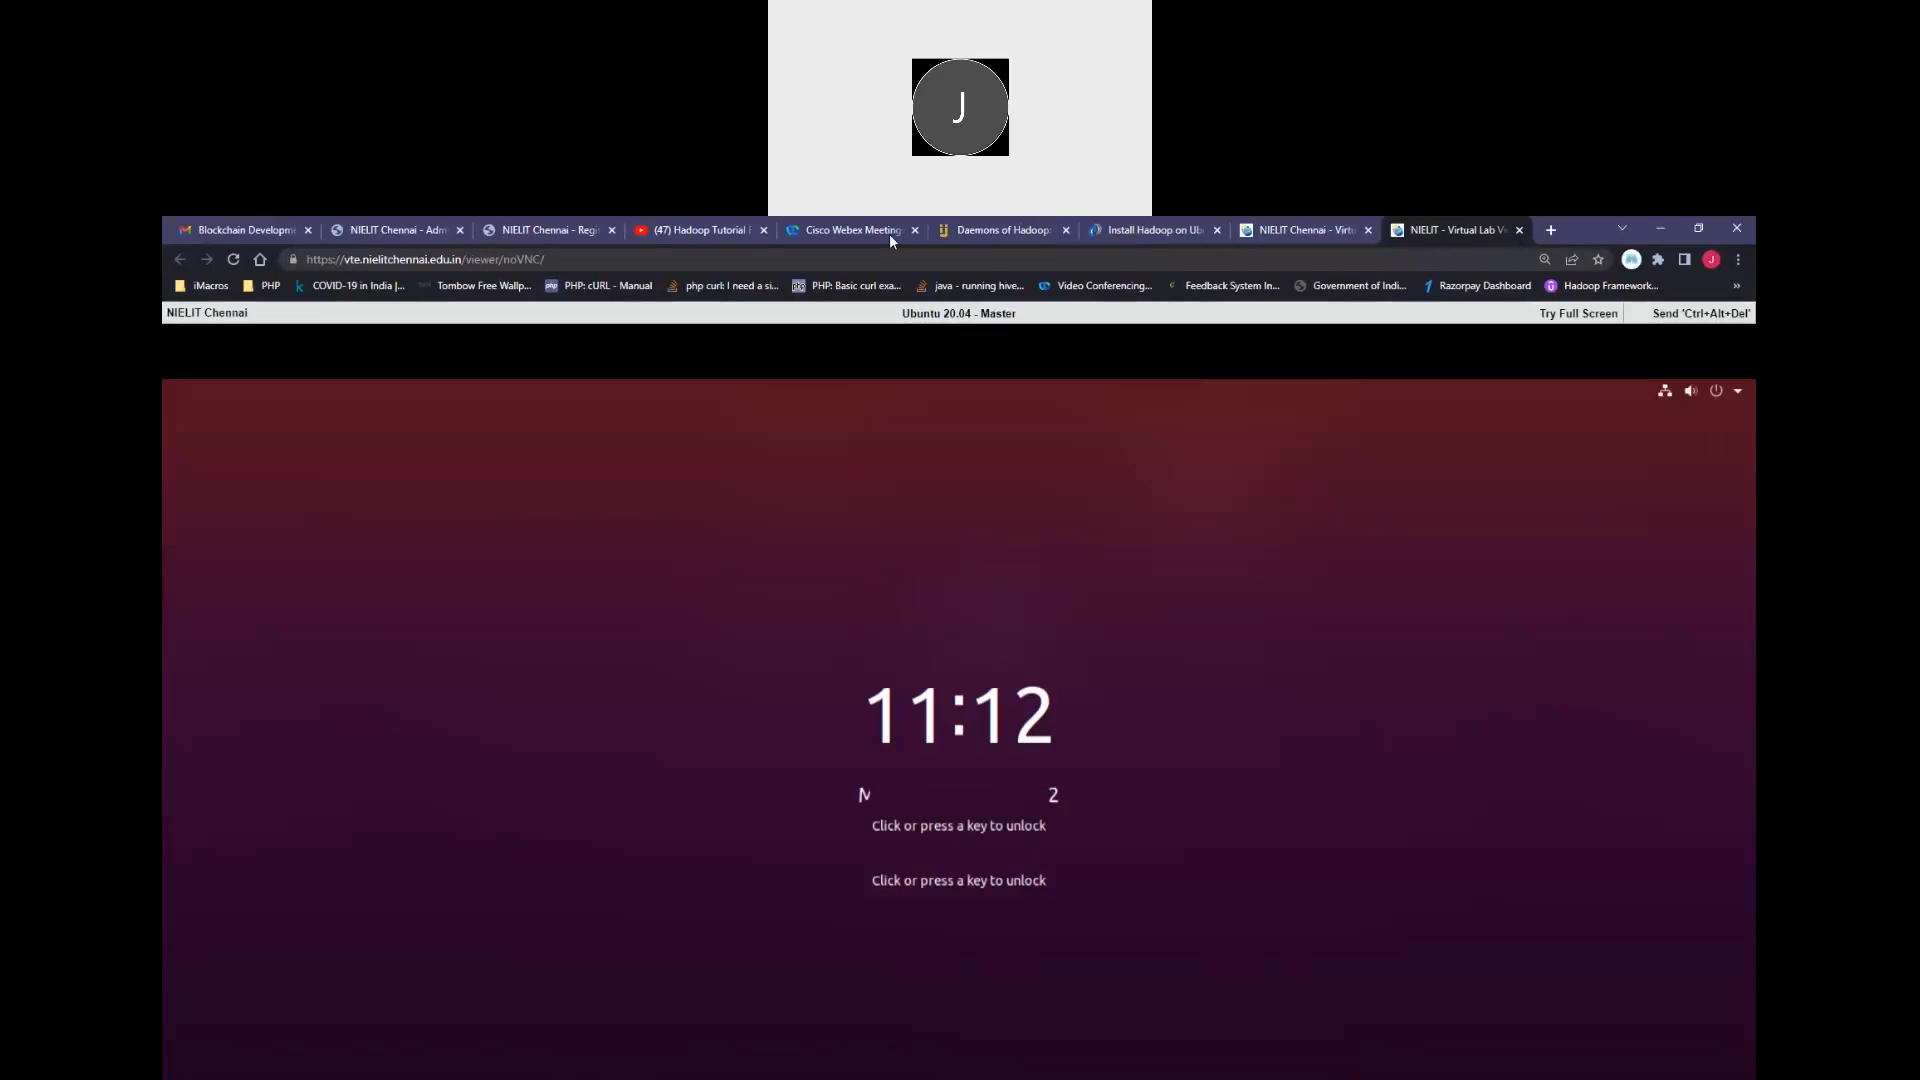 J
Blockchain Developm
NIELIT Chennai - Adm
NIELIT Chennai - Regi
(47) Hadoop Tutorial F
Cisco Webex Meeting
Daemons of Hadoop:
Install Hadoop on Ub
NIELIT Chennai - Virtu
NIELIT - Virtual Lab V
https://vte.nielitchennai.edu.in/viewer/noVNC/
J
iMacros
PHP
COVID-19 in India |...
Tombow Free Wallp...
PHP: cURL - Manual
php curl: I need a si...
PHP: Basic curl exa...
java - running hive...
Video Conferencing...
Feedback System In...
Government of Indi...
Razorpay Dashboard
Hadoop Framework...
NIELIT Chennai
Ubuntu 20.04 - Master
Try Full Screen
Send 'Ctrl+Alt+Del'
11:12
M 2
Click or press a key to unlock
Click or press a key to unlock